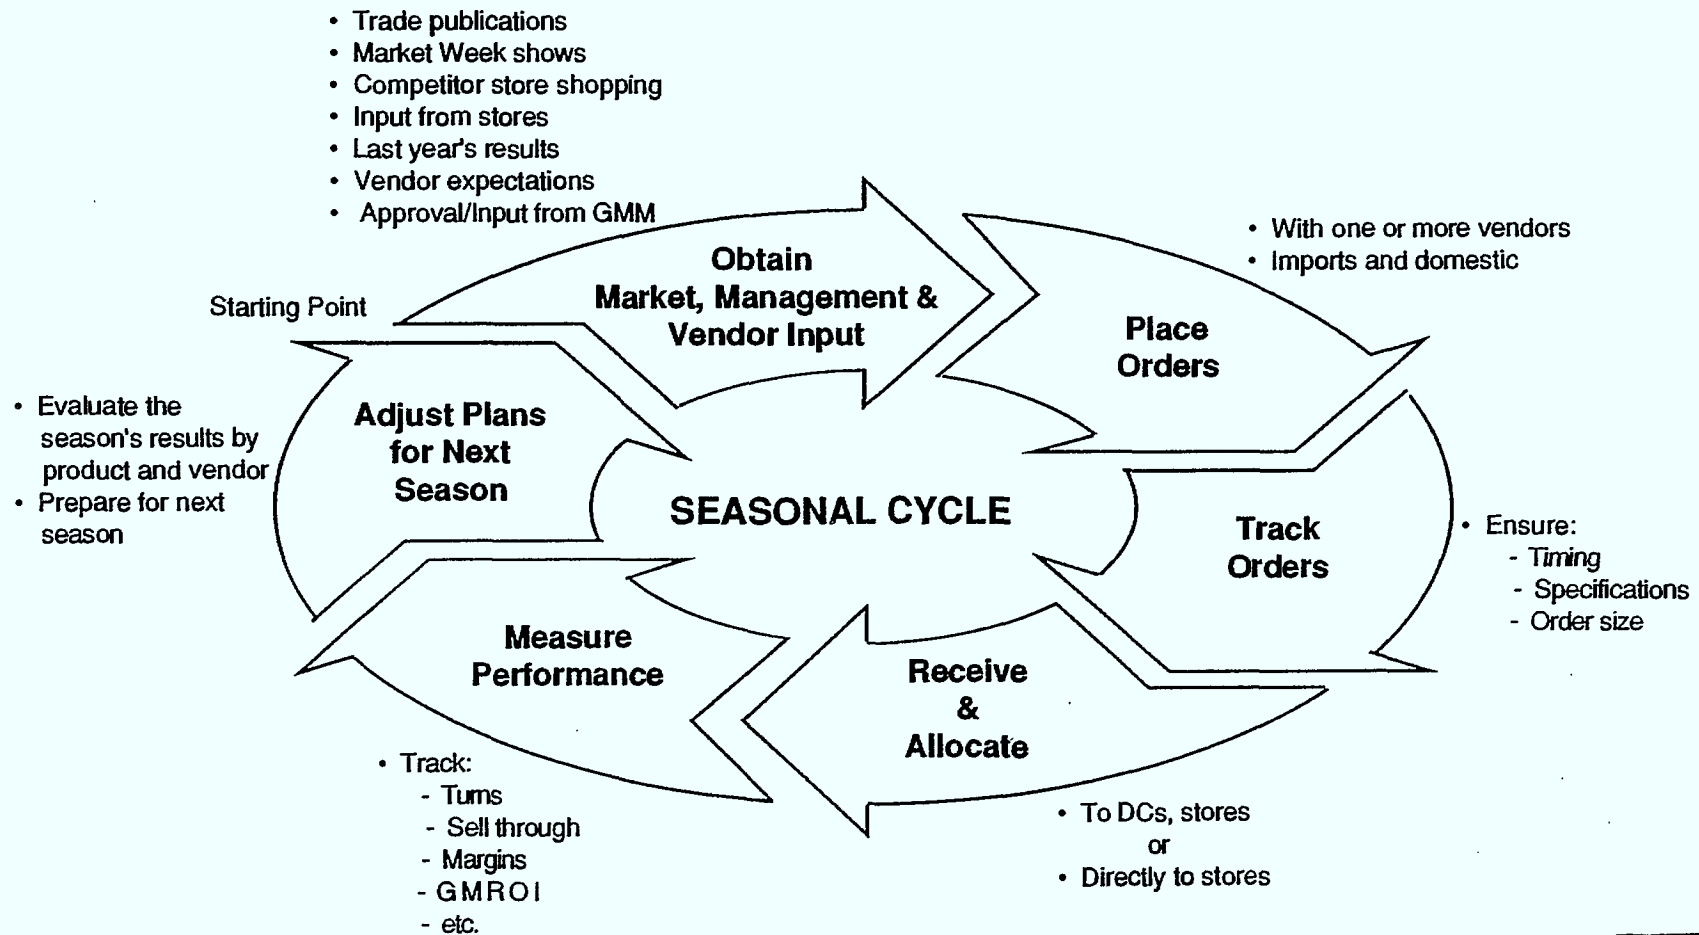 • Trade publications
• Market Week shows
• Competitor store shopping
• Input from stores
• Last year's results
• Vendor expectations
• Approval/Input from GMM
Starting Point
Obtain
Market, Management &
Vendor Input
• With one or more vendors
• Imports and domestic
Place
Orders
Track
Orders
• Ensure:
- Timing
- Specifications
- Order size
Receive
&
Allocate
• To DCs, stores
or
• Directly to stores
Measure
Performance
• Track:
- Turns
- Sell through
- Margins
- GMROI
- etc.
Adjust Plans
for Next
Season
• Evaluate the
season's results by
product and vendor
• Prepare for next
season
SEASONAL CYCLE